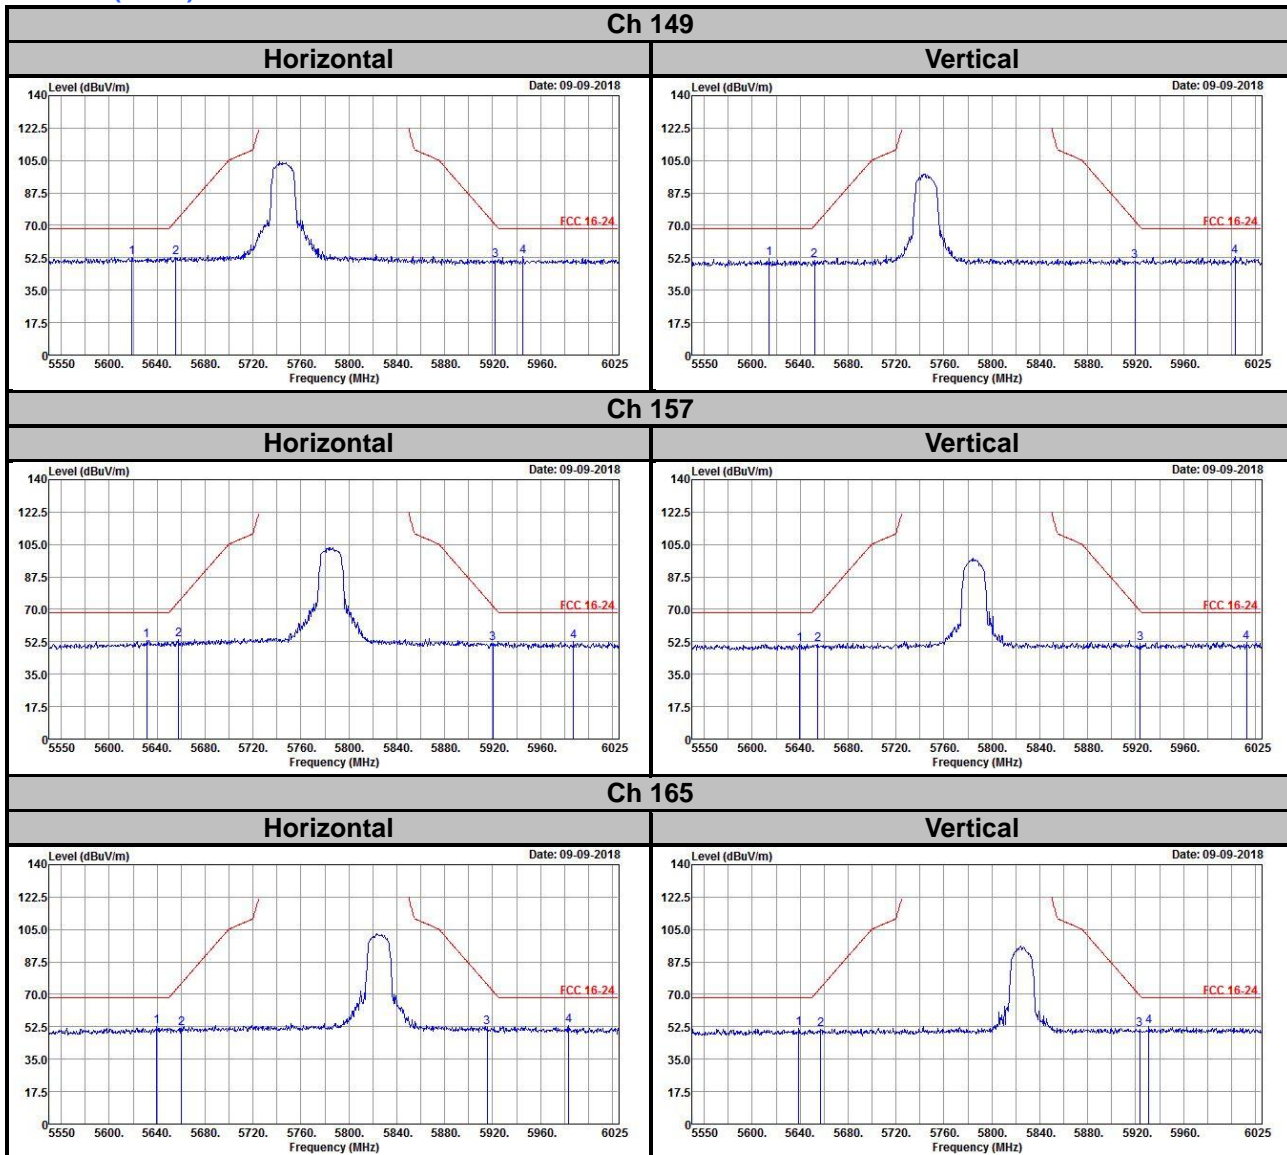 Ch 149
Horizontal Vertical
Level (dBuV/m) Date: 09-09-2018 Level (dBuV/m) Date: 09-09-2018
140 140
122.5 122.5
105.0 105.0
87.5 87.5
70.0 FCC 16-24 70.0 FCC 16-24
52.5 1 2 3 4 52.5 1 2 3 4
35.0 35.0
17.5 17.5
0 0
5550 5600. 5640. 5680. 5720. 5760. 5800. 5840. 5880. 5920. 5960. 6025 5550 5600. 5640. 5680. 5720. 5760. 5800. 5840. 5880. 5920. 5960. 6025
Frequency (MHz) Frequency (MHz)
Ch 157
Horizontal Vertical
Level (dBuV/m) Date: 09-09-2018 Level (dBuV/m) Date: 09-09-2018
140 140
122.5 122.5
105.0 105.0
87.5 87.5
70.0 FCC 16-24 70.0 FCC 16-24
52.5 1 2 3 4 52.5 1 2 3 4
35.0 35.0
17.5 17.5
0 0
5550 5600. 5640. 5680. 5720. 5760. 5800. 5840. 5880. 5920. 5960. 6025 5550 5600. 5640. 5680. 5720. 5760. 5800. 5840. 5880. 5920. 5960. 6025
Frequency (MHz) Frequency (MHz)
Ch 165
Horizontal Vertical
Level (dBuV/m) Date: 09-09-2018 Level (dBuV/m) Date: 09-09-2018
140 140
122.5 122.5
105.0 105.0
87.5 87.5
70.0 FCC 16-24 70.0 FCC 16-24
52.5 1 2 3 4 52.5 1 2 3 4
35.0 35.0
17.5 17.5
0 0
5550 5600. 5640. 5680. 5720. 5760. 5800. 5840. 5880. 5920. 5960. 6025 5550 5600. 5640. 5680. 5720. 5760. 5800. 5840. 5880. 5920. 5960. 6025
Frequency (MHz) Frequency (MHz)